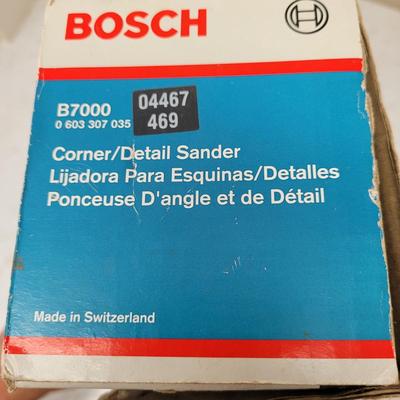 BOSCH
B7000
0 603 307 035
04467
469
Corner/Detail Sander
Lijadora Para Esquinas/Detalles
Ponceuse D'angle et de Détail
Made in Switzerland